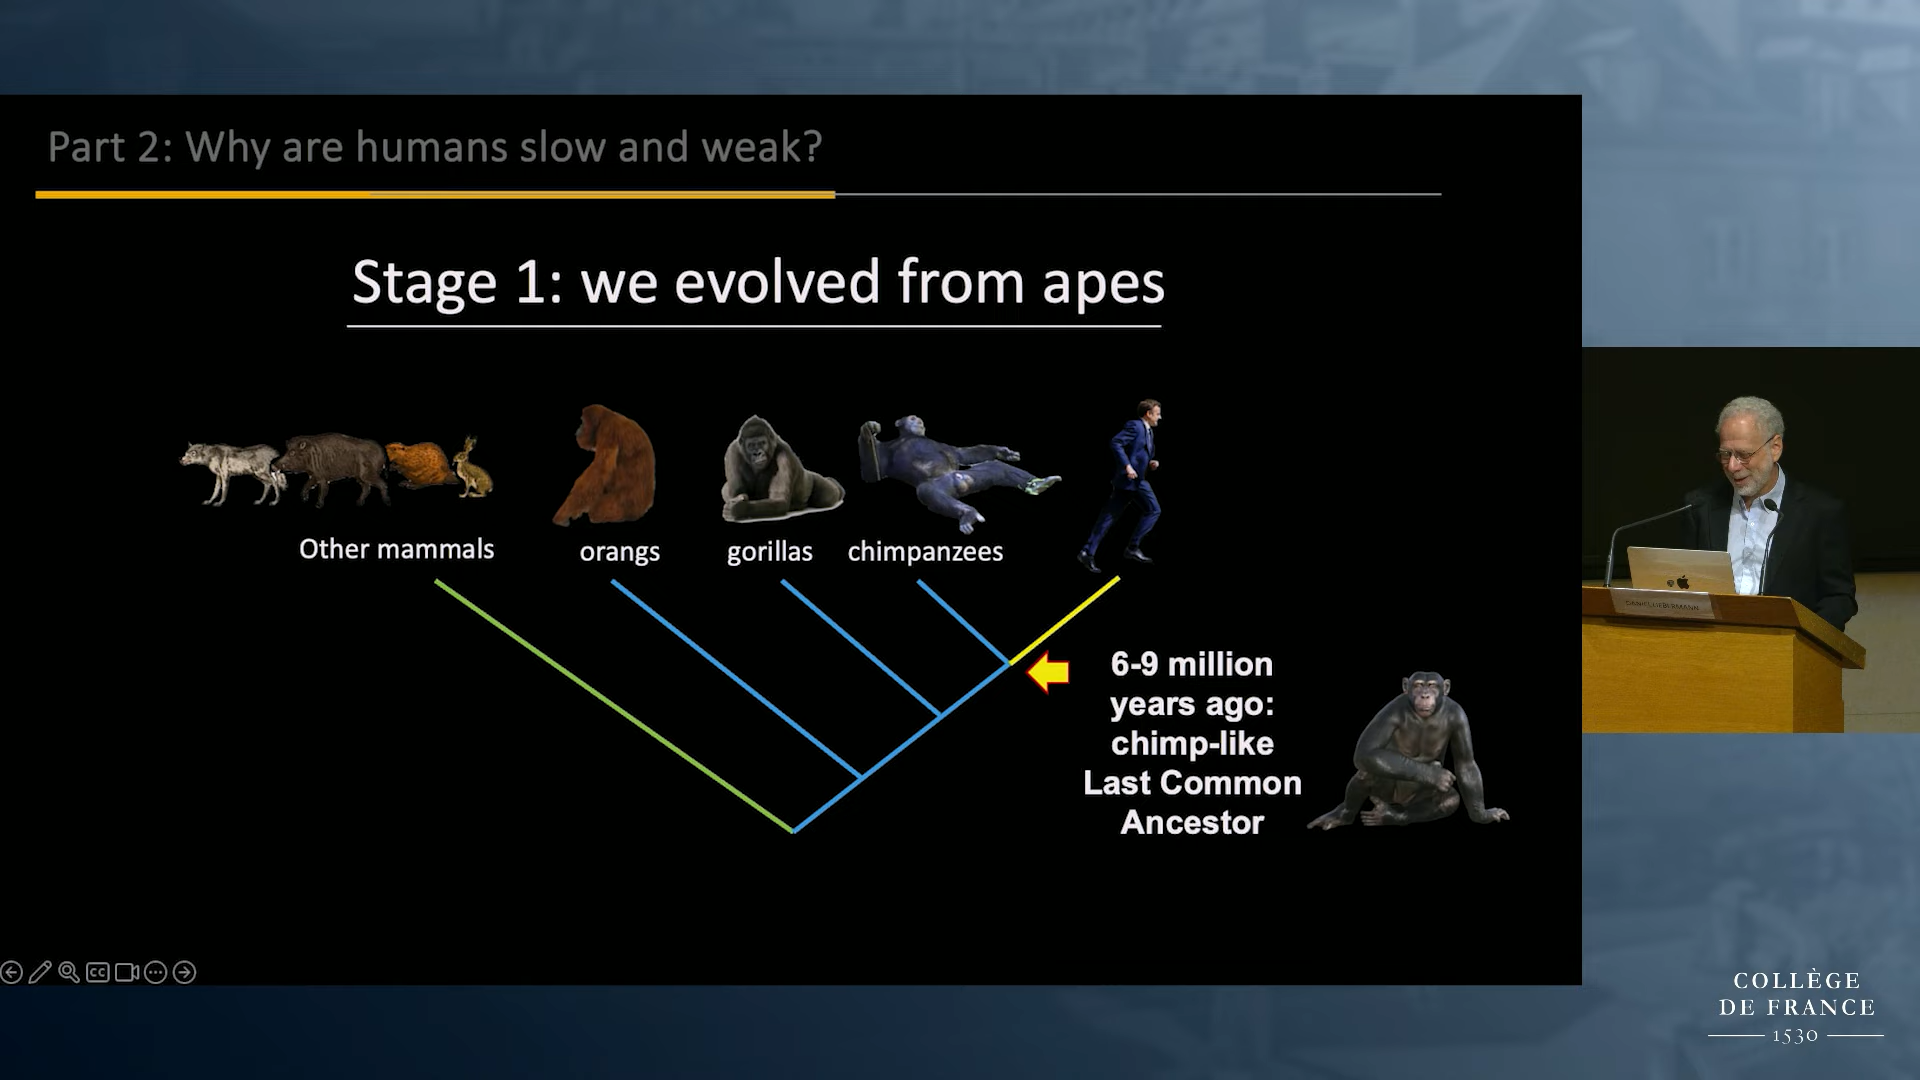 Part 2: Why are humans slow and weak?
Stage 1: we evolved from apes
Other mammals
orangs
gorillas
chimpanzees
6-9 million
years ago:
chimp-like
Last Common
Ancestor
CC
COLLÈGE
DE FRANCE
1530